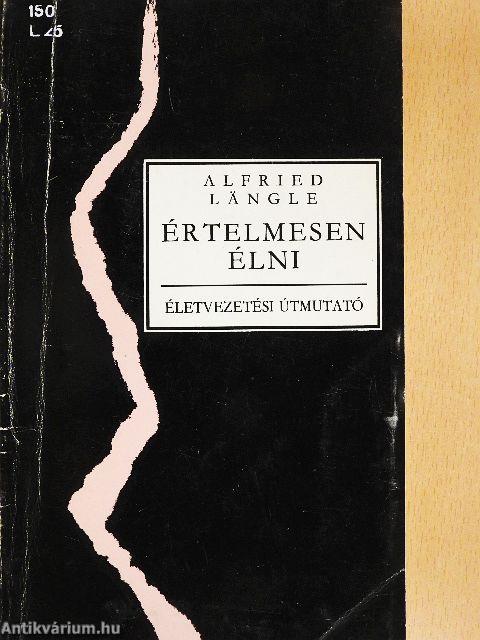 150
L 25
ALFRIED
LÄNGLE
ÉRTELMESEN
ÉLNI
ÉLETVEZETÉSI ÚTMUTATÓ
Antikvárium.hu